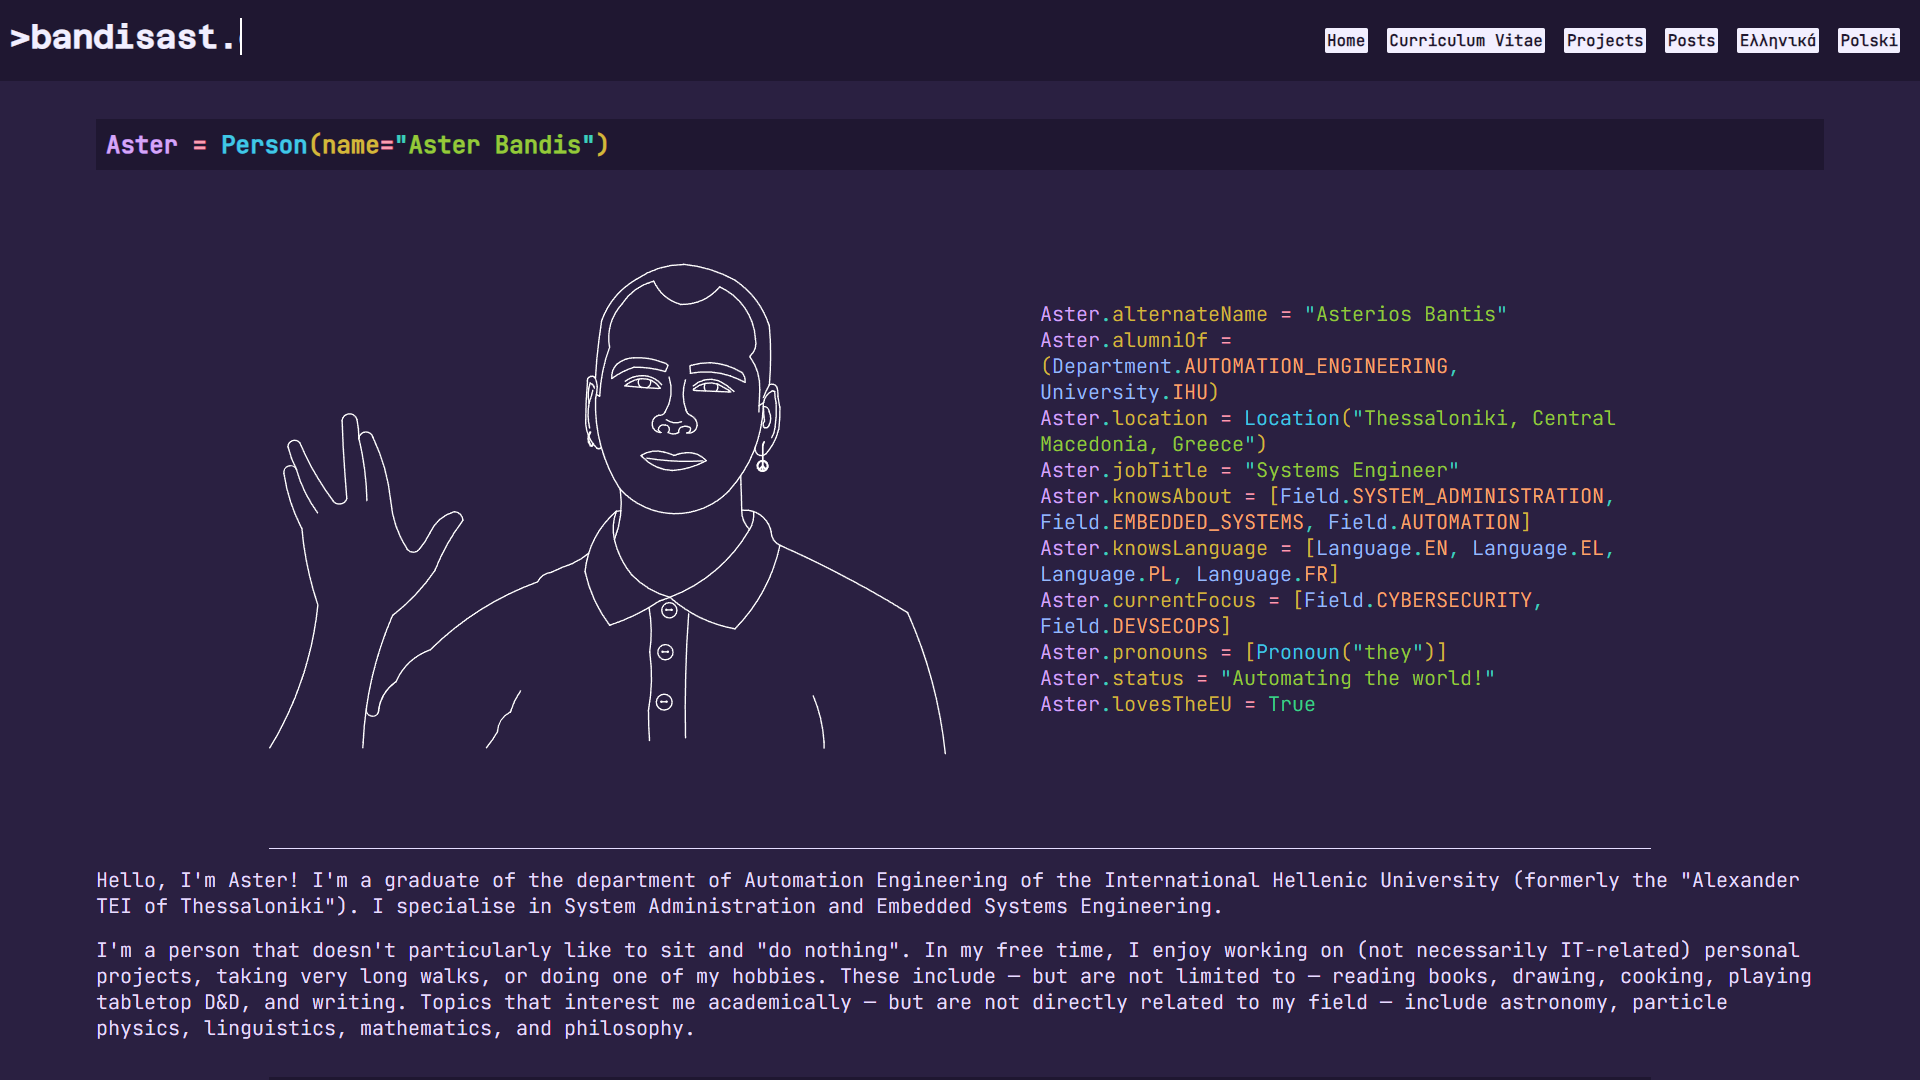 >bandisast.
Home Curriculum Vitae Projects Posts Ελληνικά Polski
Aster = Person(name="Aster Bandis")
Aster.alternateName = "Asterios Bantis"
Aster.alumniOf =
(Department.AUTOMATION_ENGINEERING,
University.IHU)
Aster.location = Location("Thessaloniki, Central
Macedonia, Greece")
Aster.jobTitle = "Systems Engineer"
Aster.knowsAbout = [Field.SYSTEM_ADMINISTRATION,
Field.EMBEDDED_SYSTEMS, Field.AUTOMATION]
Aster.knowsLanguage = [Language.EN, Language.EL,
Language.PL, Language.FR]
Aster.currentFocus = [Field.CYBERSECURITY,
Field.DEVSECOPS]
Aster.pronouns = [Pronoun("they")]
Aster.status = "Automating the world!"
Aster.lovesTheEU = True
Hello, I'm Aster! I'm a graduate of the department of Automation Engineering of the International Hellenic University (formerly the "Alexander
TEI of Thessaloniki"). I specialise in System Administration and Embedded Systems Engineering.
I'm a person that doesn't particularly like to sit and "do nothing". In my free time, I enjoy working on (not necessarily IT-related) personal
projects, taking very long walks, or doing one of my hobbies. These include — but are not limited to — reading books, drawing, cooking, playing
tabletop D&D, and writing. Topics that interest me academically — but are not directly related to my field — include astronomy, particle
physics, linguistics, mathematics, and philosophy.